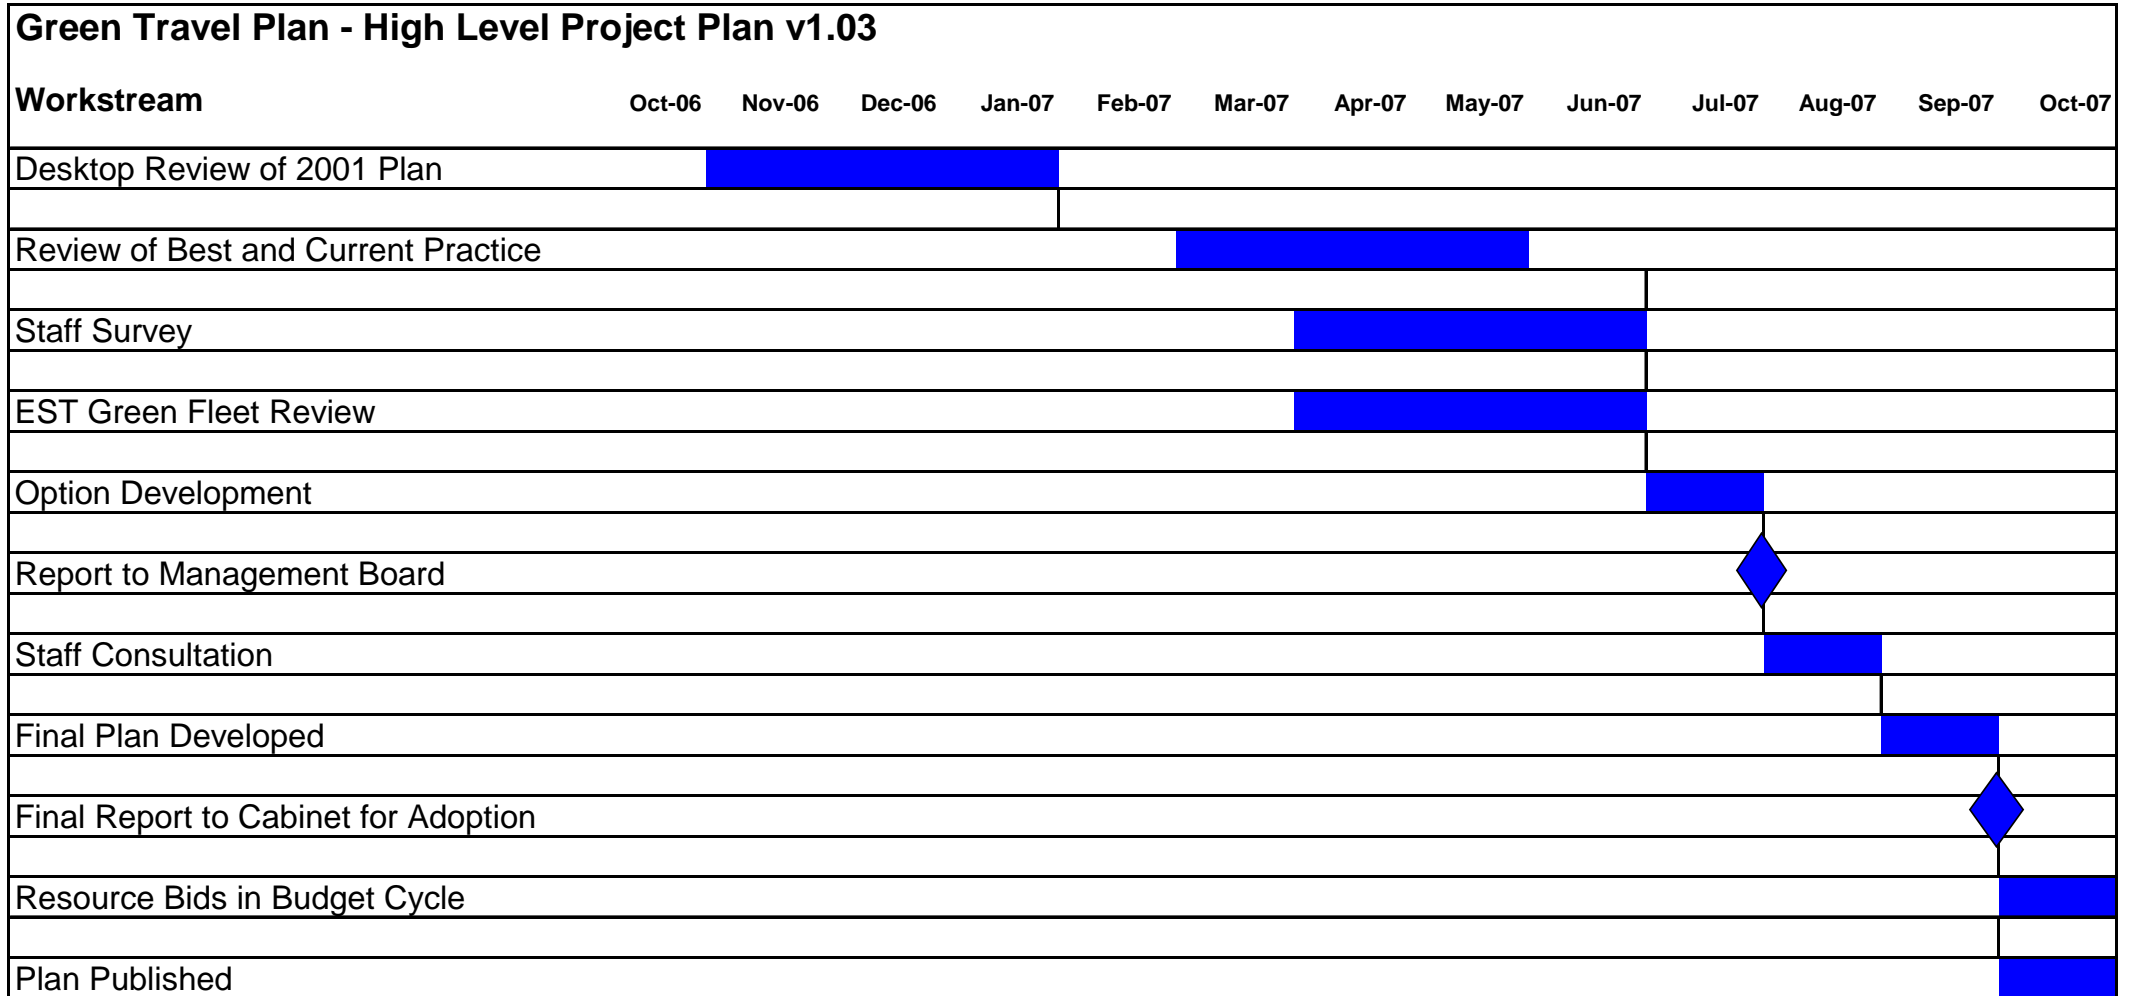 Green Travel Plan - High Level Project Plan v1.03
Workstream Oct-06 Nov-06 Dec-06 Jan-07 Feb-07 Mar-07 Apr-07 May-07 Jun-07 Jul-07 Aug-07 Sep-07 Oct-07
Desktop Review of 2001 Plan
Review of Best and Current Practice
Staff Survey
EST Green Fleet Review
Option Development
Report to Management Board
Staff Consultation
Final Plan Developed
Final Report to Cabinet for Adoption
Resource Bids in Budget Cycle
Plan Published